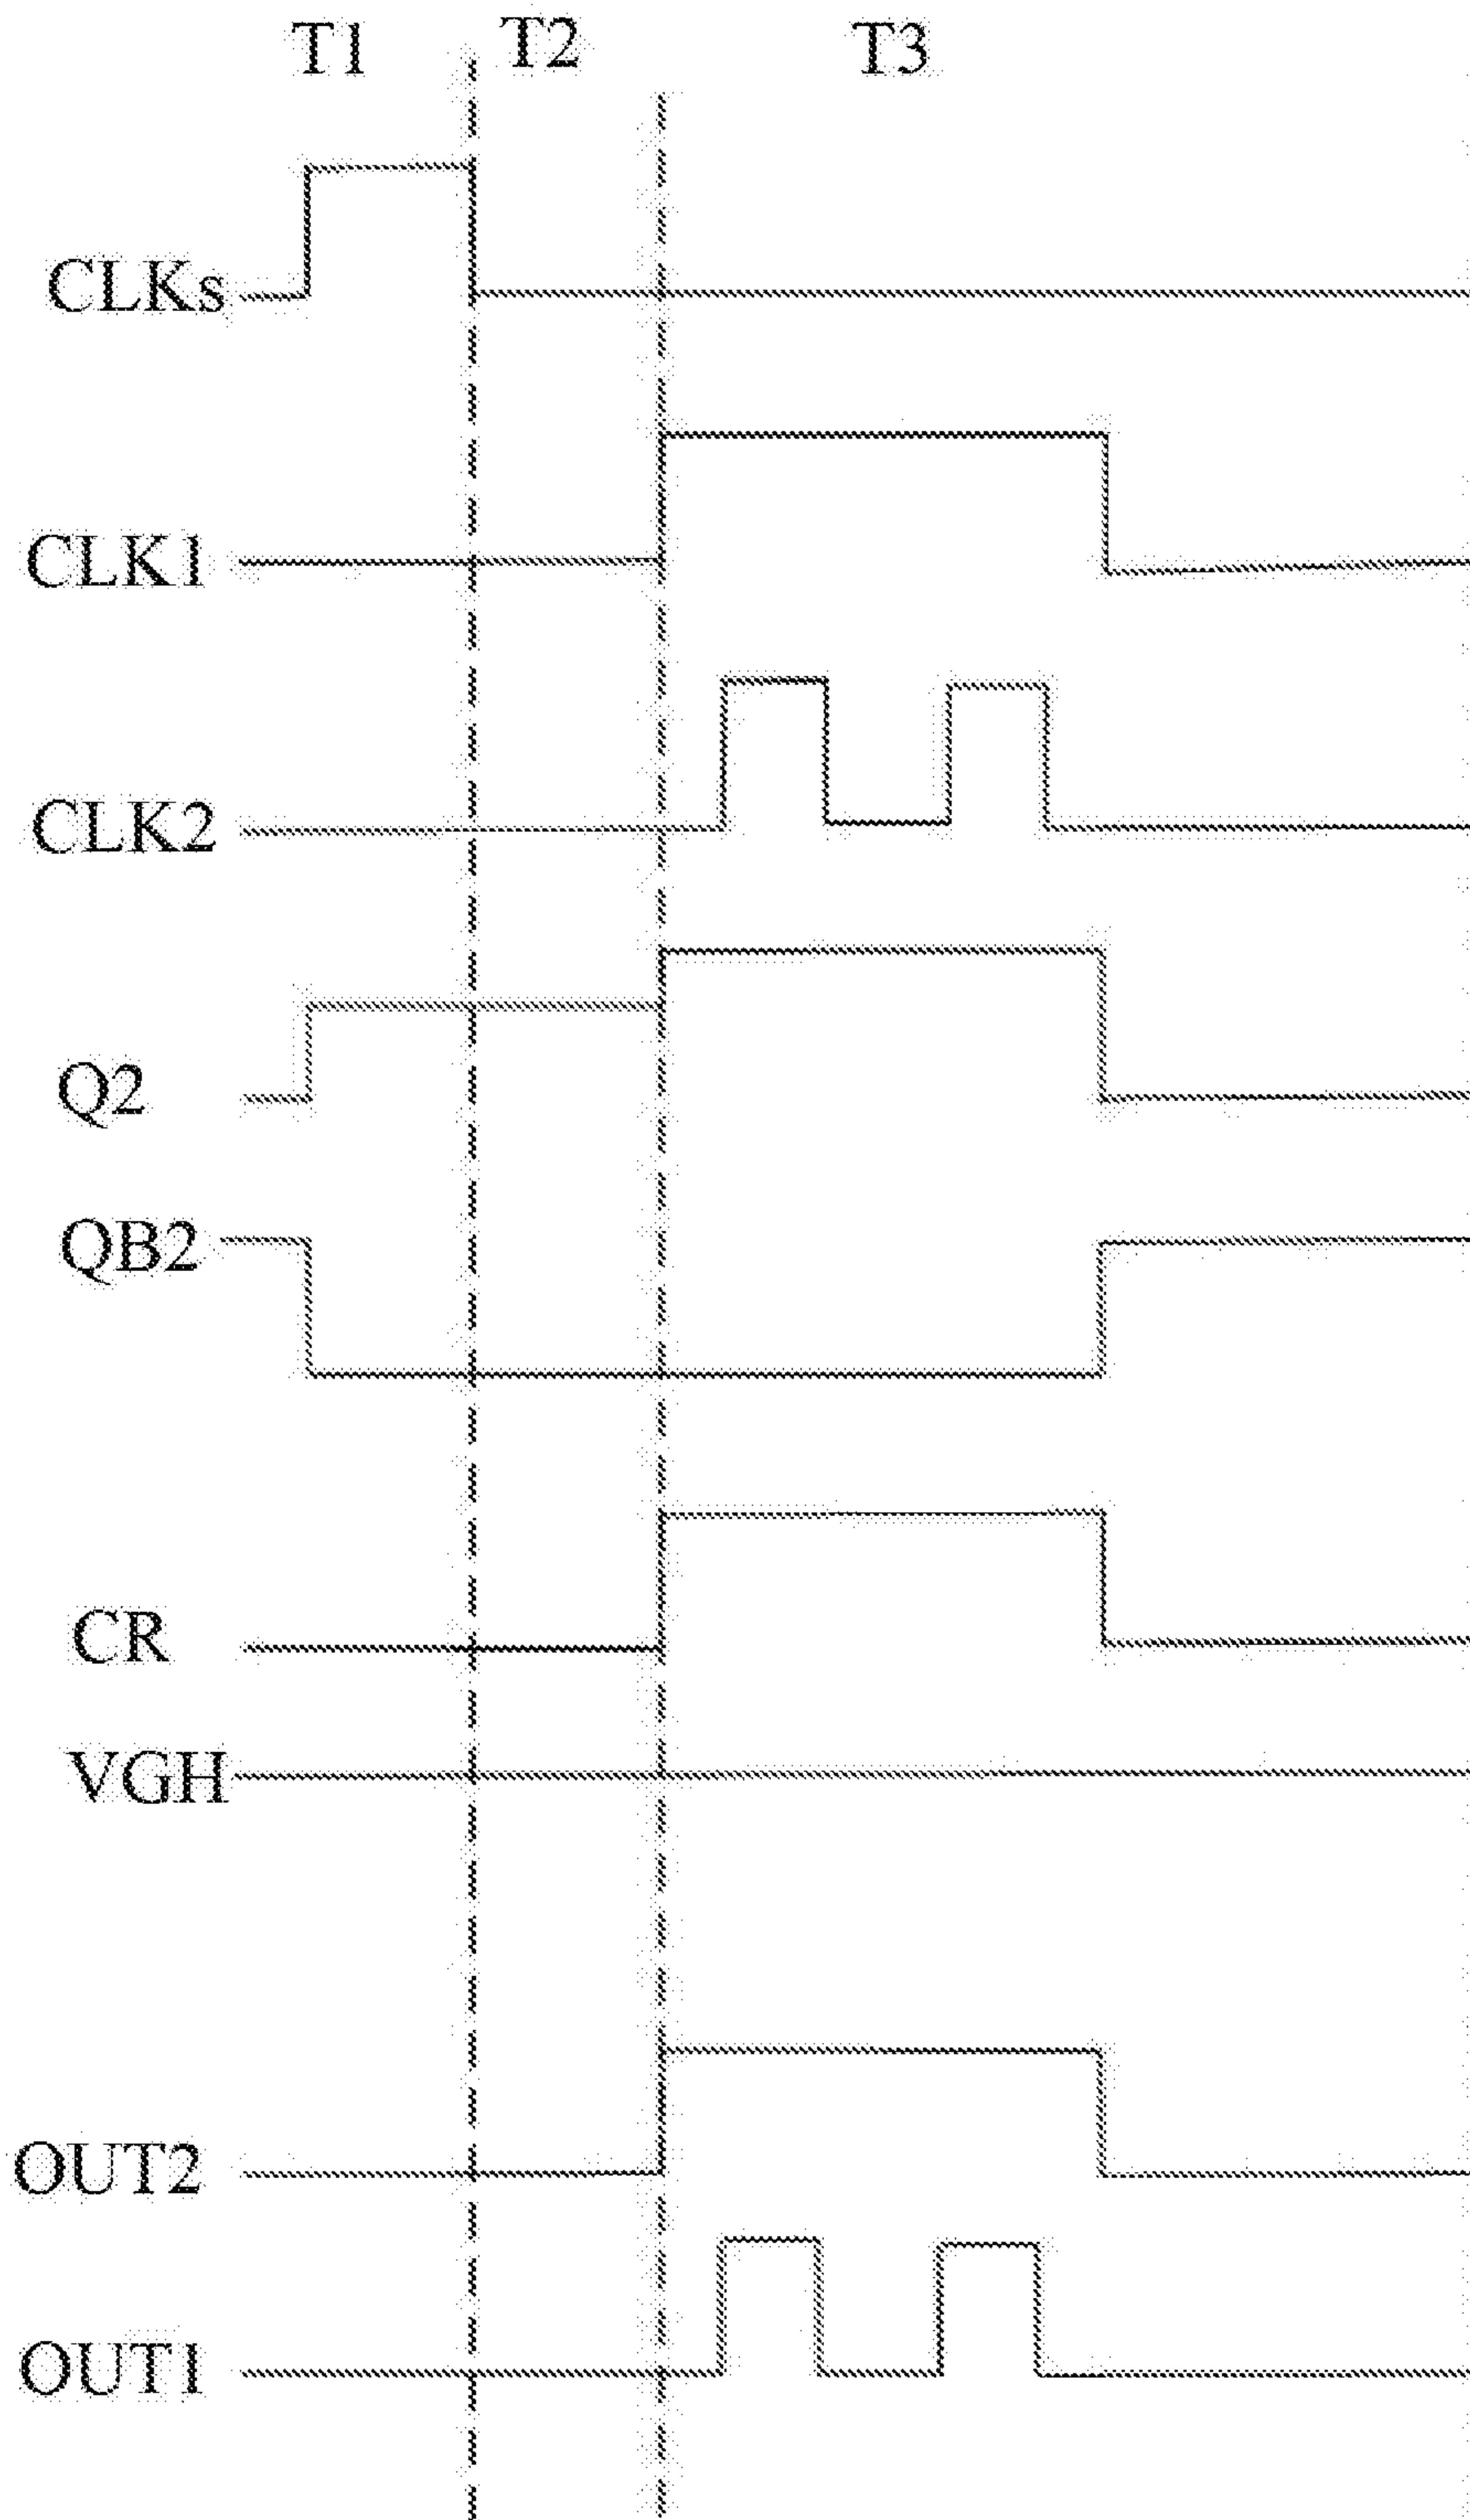 T1 T2 T3
CLKs
CLK1
CLK2
Q2
QB2
CR
VGH
OUT2
OUT1